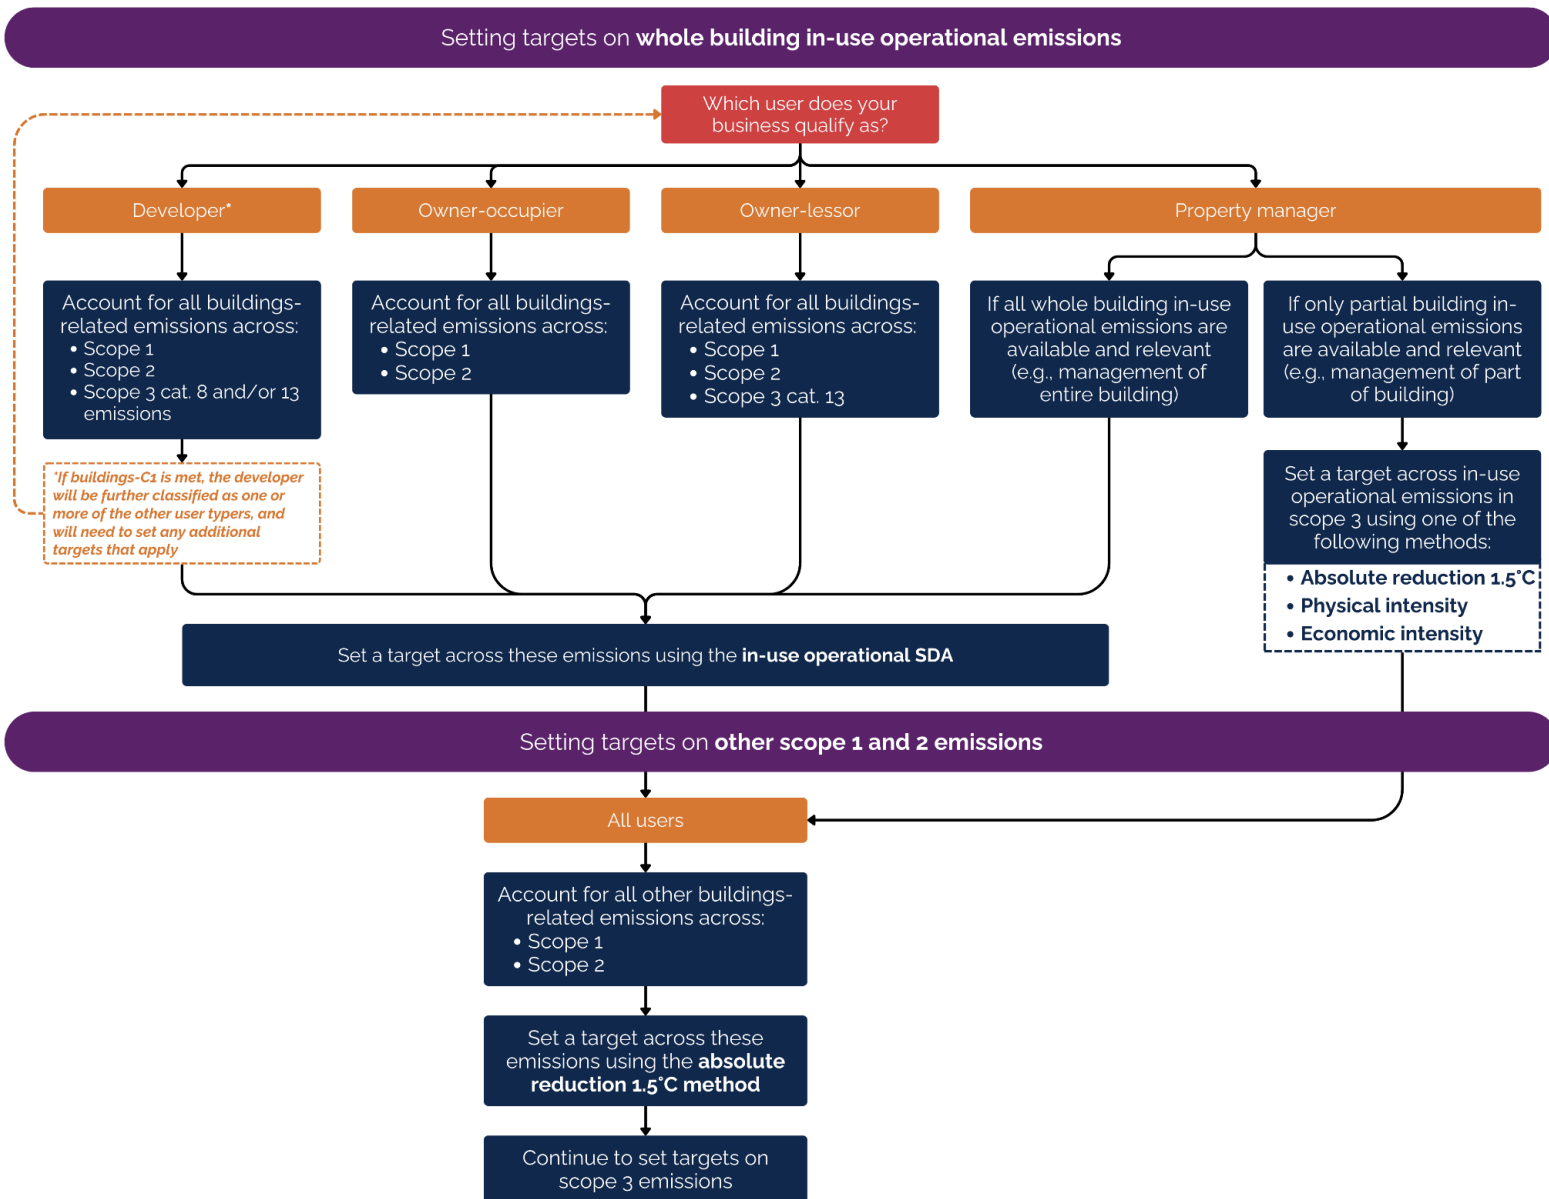 Setting targets on whole building in-use operational emissions
Which user does your
business qualify as?
Developer*
Owner-occupier
Owner-lessor
Property manager
Account for all buildings-
related emissions across:
• Scope 1
• Scope 2
• Scope 3 cat. 8 and/or 13
emissions
Account for all buildings-
related emissions across:
• Scope 1
• Scope 2
Account for all buildings-
related emissions across:
• Scope 1
• Scope 2
• Scope 3 cat. 13
If all whole building in-use
operational emissions are
available and relevant
(e.g., management of
entire building)
If only partial building in-
use operational emissions
are available and relevant
(e.g., management of part
of building)
*If buildings-C1 is met, the developer
will be further classified as one or
more of the other user typers, and
will need to set any additional
targets that apply
Set a target across in-use
operational emissions in
scope 3 using one of the
following methods:
• Absolute reduction 1.5°C
• Physical intensity
• Economic intensity
Set a target across these emissions using the in-use operational SDA
Setting targets on other scope 1 and 2 emissions
All users
Account for all other buildings-
related emissions across:
• Scope 1
• Scope 2
Set a target across these
emissions using the absolute
reduction 1.5°C method
Continue to set targets on
scope 3 emissions